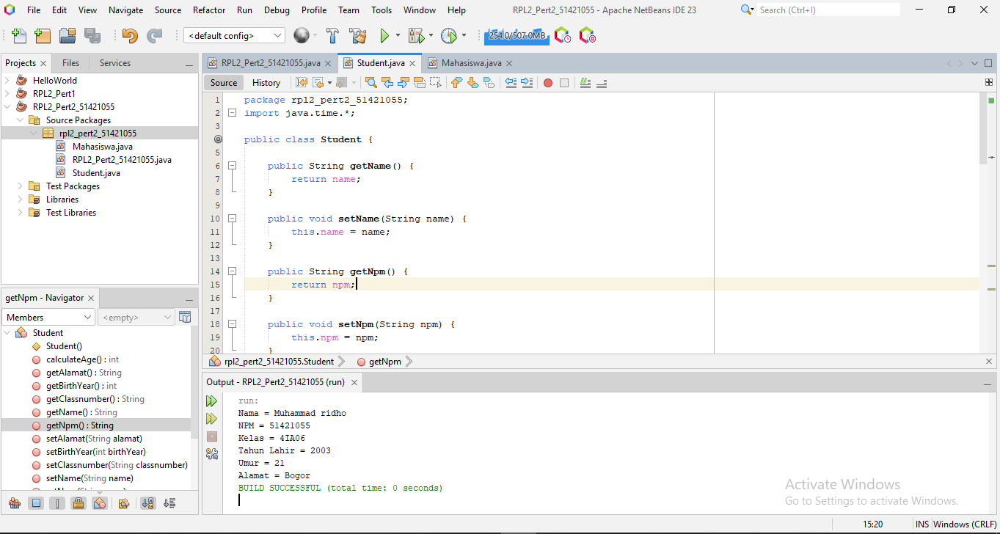 File Edit View Navigate Source Refactor Run Debug Profile Team Tools Window Help RPL2_Pert2_51421055 - Apache NetBeans IDE 23 Search (Ctrl+I)
<default config> 254.0/507.0MB
Projects Files Services
HelloWorld
RPL2_Pert1
RPL2_Pert2_51421055
Source Packages
rpl2_pert2_51421055
Mahasiswa.java
RPL2_Pert2_51421055.java
Student.java
Test Packages
Libraries
Test Libraries
getNpm - Navigator
Members <empty>
Student
Student()
calculateAge() : int
getAlamat() : String
getBirthYear() : int
getClassnumber() : String
getName() : String
getNpm() : String
setAlamat(String alamat)
setBirthYear(int birthYear)
setClassnumber(String classnumber)
setName(String name)
RPL2_Pert2_51421055.java Student.java Mahasiswa.java
Source History
1 package rpl2_pert2_51421055;
2 import java.time.*;
3
public class Student {
5
6 public String getName() {
7 return name;
8 }
9
10 public void setName(String name) {
11 this.name = name;
12 }
13
14 public String getNpm() {
15 return npm;
16 }
17
18 public void setNpm(String npm) {
19 this.npm = npm;
20 }
rpl2_pert2_51421055.Student getNpm
Output - RPL2_Pert2_51421055 (run)
run:
Nama = Muhammad ridho
NPM = 51421055
Kelas = 4IA06
Tahun Lahir = 2003
Umur = 21
Alamat = Bogor
BUILD SUCCESSFUL (total time: 0 seconds)
Activate Windows
Go to Settings to activate Windows.
15:20 INS Windows (CRLF)